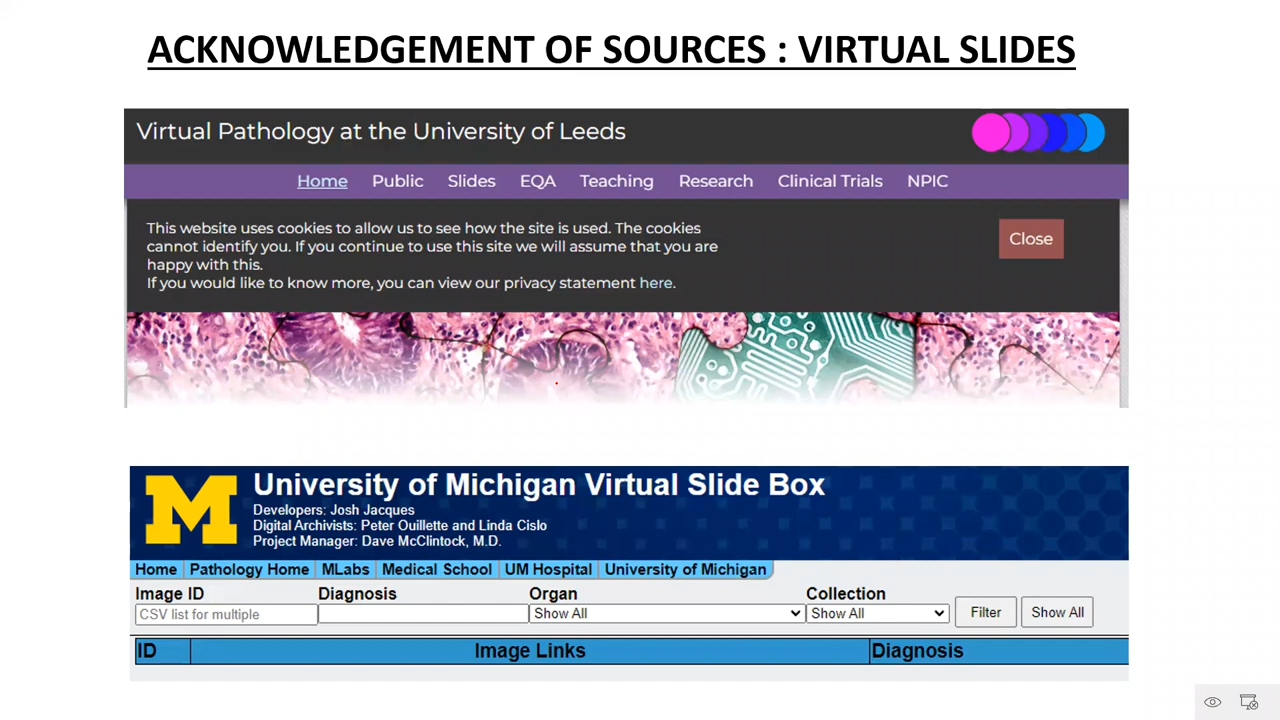 ACKNOWLEDGEMENT OF SOURCES : VIRTUAL SLIDES
Virtual Pathology at the University of Leeds
Home Public Slides EQA Teaching Research Clinical Trials NPIC
This website uses cookies to allow us to see how the site is used. The cookies
cannot identify you. If you continue to use this site we will assume that you are
happy with this.
If you would like to know more, you can view our privacy statement here.
Close
M
University of Michigan Virtual Slide Box
Developers: Josh Jacques
Digital Archivists: Peter Ouillette and Linda Cislo
Project Manager: Dave McClintock, M.D.
Home Pathology Home MLabs Medical School UM Hospital University of Michigan
Image ID Diagnosis Organ Collection
CSV list for multiple Show All Show All Filter Show All
ID Image Links Diagnosis